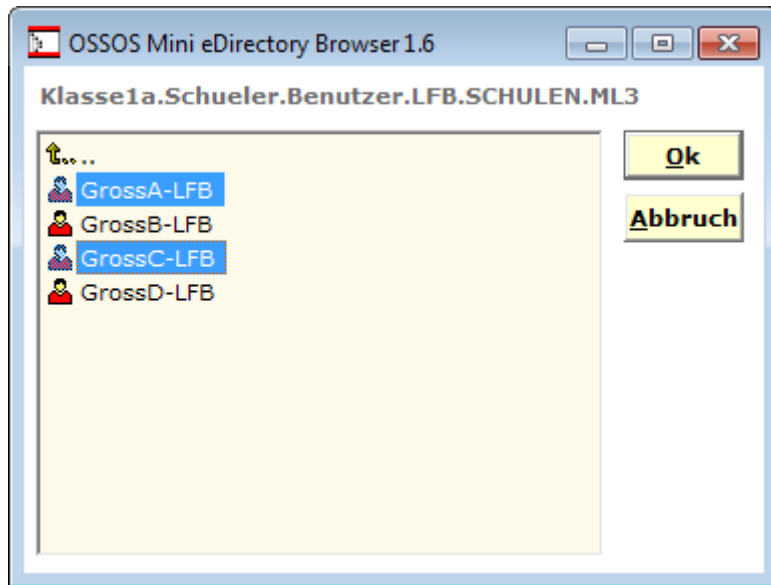 OSSOS Mini eDirectory Browser 1.6
Klasse1a.Schueler.Benutzer.LFB.SCHULEN.ML3
..
GrossA-LFB
GrossB-LFB
GrossC-LFB
GrossD-LFB
Ok
Abbruch